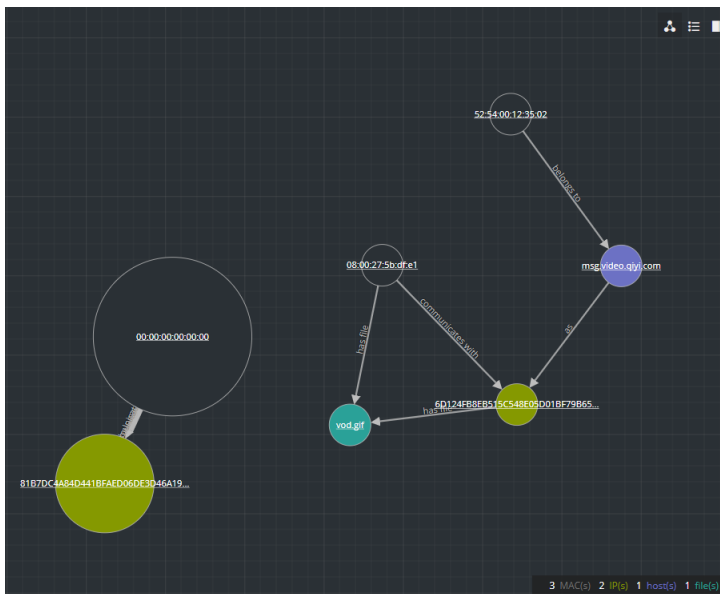 52:54:00:12:35:02
belongs to
08:00:27:5b:df:e1
msg.video.qiyi.com
00:00:00:00:00:00
has file
communicates with
as
6D124FB8EB515C548E05D01BF79B65...
has file
vod.gif
81B7DC4A84D441BFAED06DE3D46A19...
3 MAC(s) 2 IP(s) 1 host(s) 1 file(s)